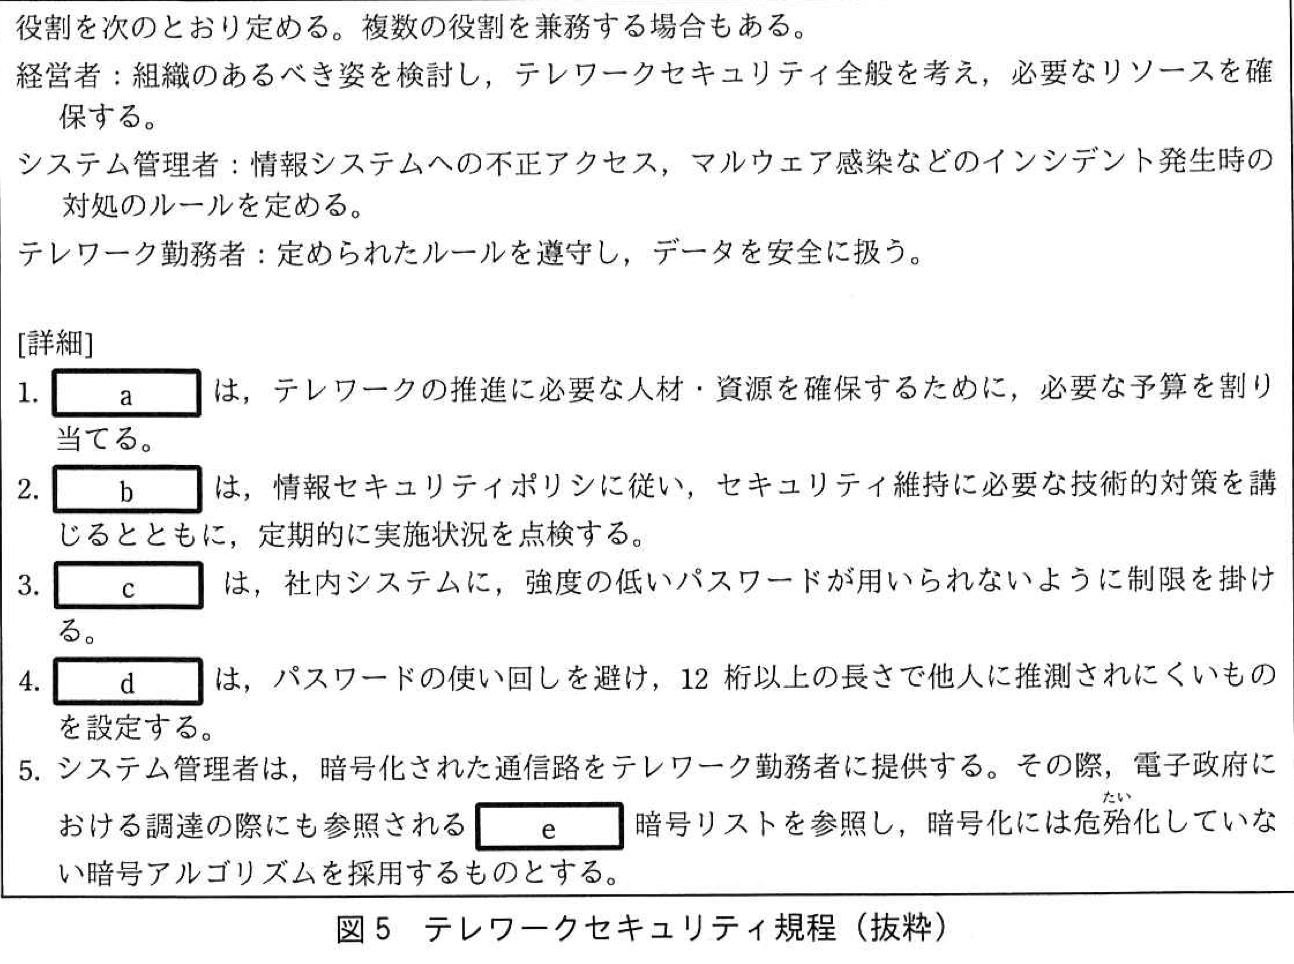 役割を次のとおり定める。複数の役割を兼務する場合もある。
経営者：組織のあるべき姿を検討し，テレワークセキュリティ全般を考え，必要なリソースを確
保する。
システム管理者：情報システムへの不正アクセス，マルウェア感染などのインシデント発生時の
対処のルールを定める。
テレワーク勤務者：定められたルールを遵守し，データを安全に扱う。
[詳細]
1. a は，テレワークの推進に必要な人材・資源を確保するために，必要な予算を割り
当てる。
2. b は，情報セキュリティポリシに従い，セキュリティ維持に必要な技術的対策を講
じるとともに，定期的に実施状況を点検する。
3. c は，社内システムに，強度の低いパスワードが用いられないように制限を掛け
る。
4. d は，パスワードの使い回しを避け，12 桁以上の長さで他人に推測されにくいもの
を設定する。
5. システム管理者は，暗号化された通信路をテレワーク勤務者に提供する。その際，電子政府に
たい
おける調達の際にも参照される e 暗号リストを参照し，暗号化には危殆化していな
い暗号アルゴリズムを採用するものとする。
図５　テレワークセキュリティ規程（抜粋）